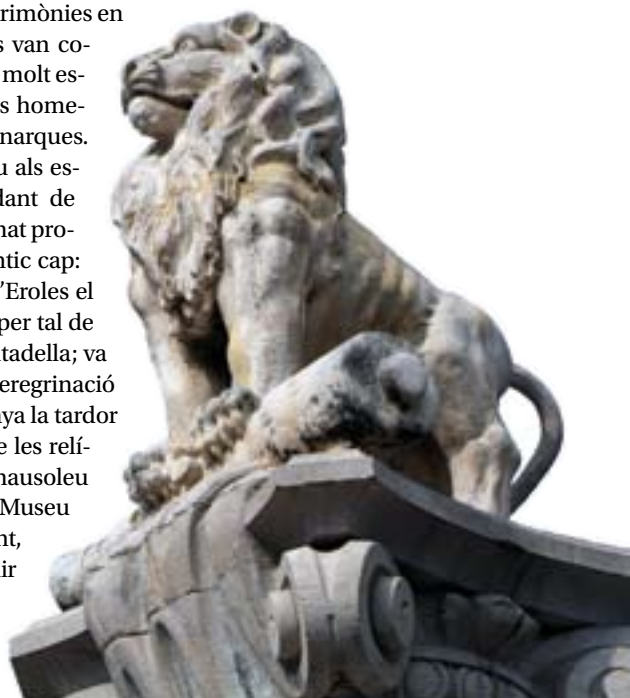 rimònies en
s van co-
molt es-
s home-
narques.
u als es-
dant de
nat pro-
ntic cap:
'Eroles el
per tal de
tadella; va
eregrinació
nya la tardor
e les relí-
nausoleu
Museu
nt,
ir